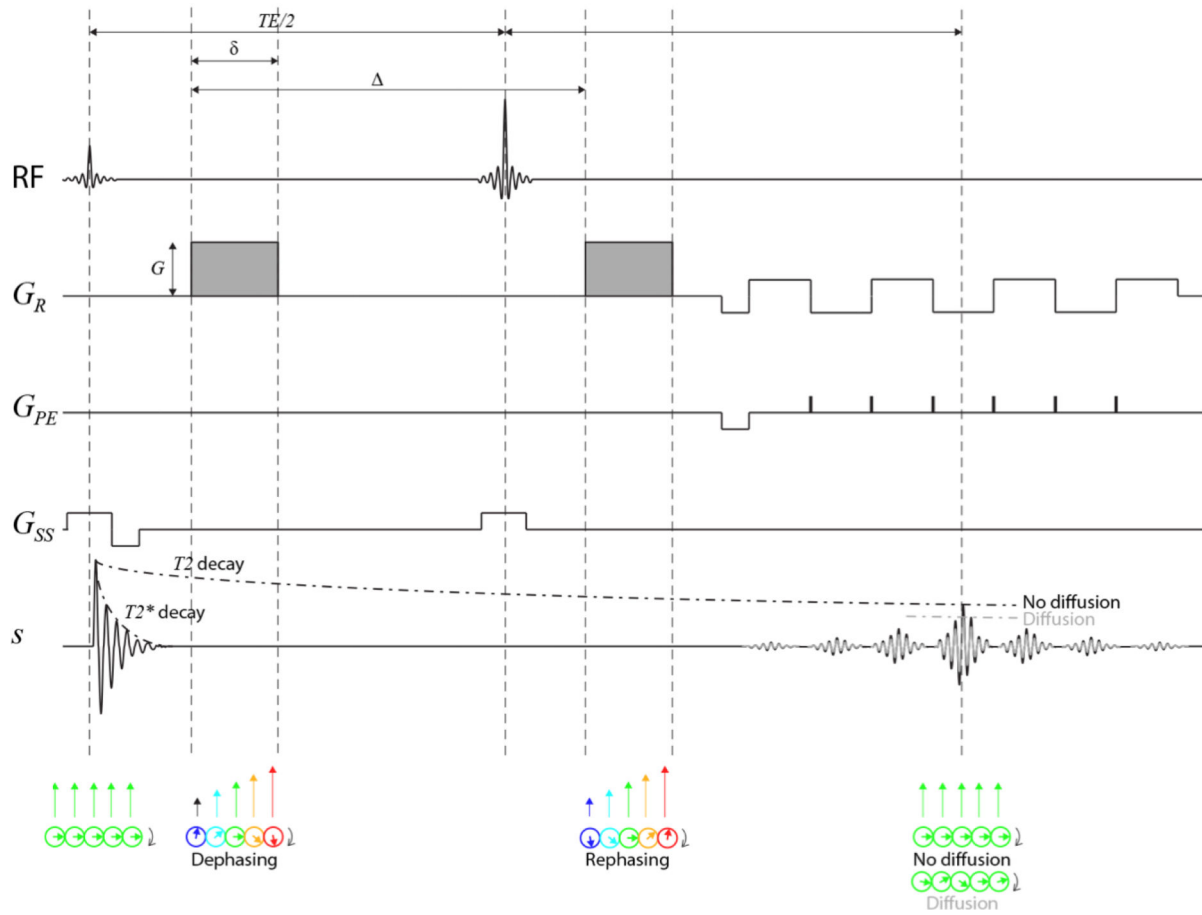 TE/2
δ
Δ
RF
G
G_R
G_PE
G_SS
T2 decay
T2* decay
No diffusion
Diffusion
s
Dephasing
Rephasing
No diffusion
Diffusion